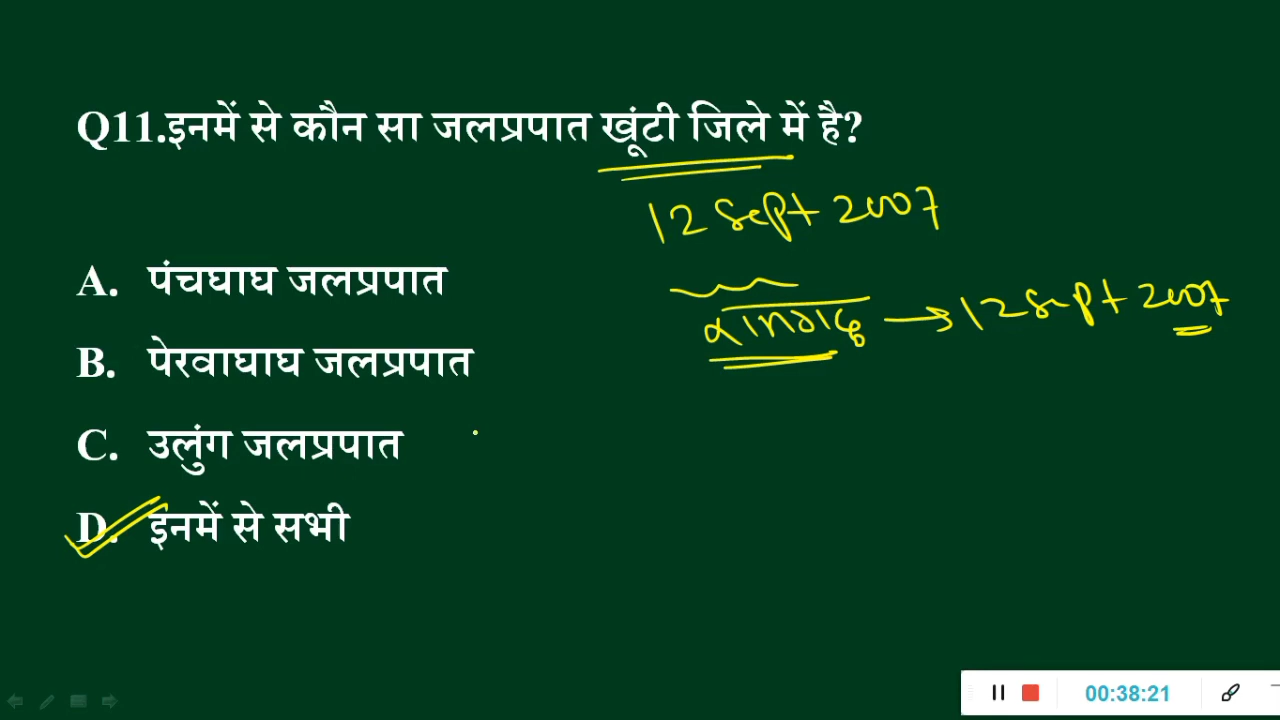 Q11.इनमें से कौन सा जलप्रपात खूंटी जिले में है?
12 Sept 2007
A. पंचघाघ जलप्रपात
→ 12 Sept 2007
B. पेरवाघाघ जलप्रपात
C. उलुंग जलप्रपात
D. इनमें से सभी
00:38:21